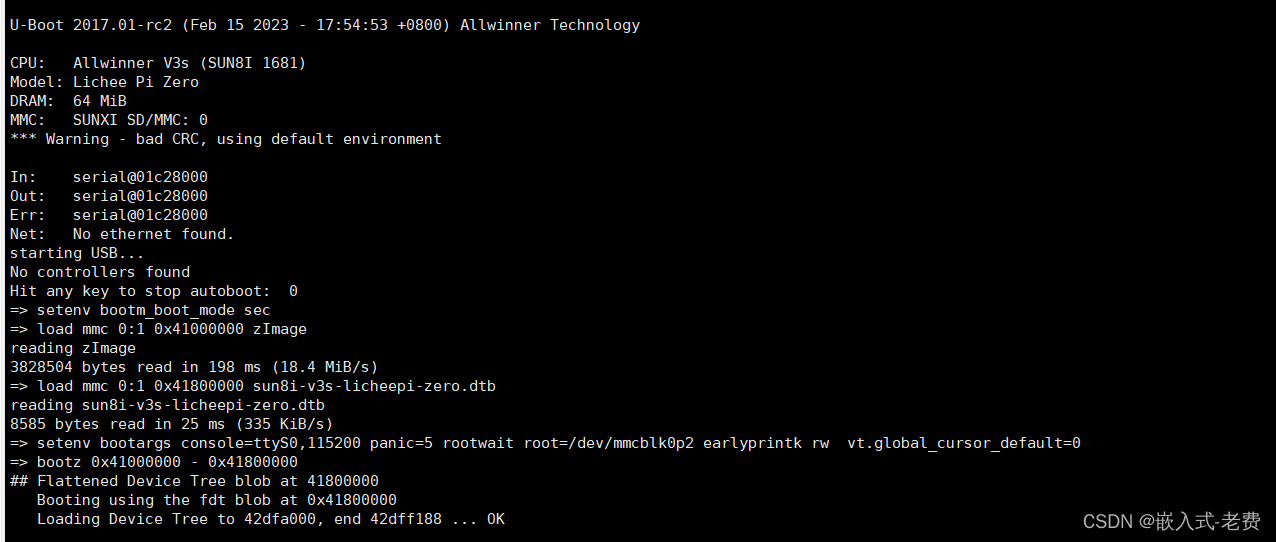 U-Boot 2017.01-rc2 (Feb 15 2023 - 17:54:53 +0800) Allwinner Technology
CPU:   Allwinner V3s (SUN8I 1681)
Model: Lichee Pi Zero
DRAM:  64 MiB
MMC:   SUNXI SD/MMC: 0
*** Warning - bad CRC, using default environment
In:    serial@01c28000
Out:   serial@01c28000
Err:   serial@01c28000
Net:   No ethernet found.
starting USB...
No controllers found
Hit any key to stop autoboot:  0
=> setenv bootm_boot_mode sec
=> load mmc 0:1 0x41000000 zImage
reading zImage
3828504 bytes read in 198 ms (18.4 MiB/s)
=> load mmc 0:1 0x41800000 sun8i-v3s-licheepi-zero.dtb
reading sun8i-v3s-licheepi-zero.dtb
8585 bytes read in 25 ms (335 KiB/s)
=> setenv bootargs console=ttyS0,115200 panic=5 rootwait root=/dev/mmcblk0p2 earlyprintk rw  vt.global_cursor_default=0
=> bootz 0x41000000 - 0x41800000
## Flattened Device Tree blob at 41800000
   Booting using the fdt blob at 0x41800000
   Loading Device Tree to 42dfa000, end 42dff188 ... OK
CSDN @嵌入式-老费